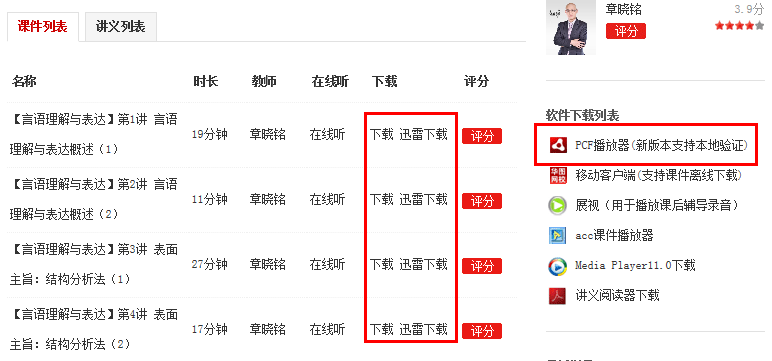 课件列表 讲义列表
名称 时长 教师 在线听 下载 评分
【言语理解与表达】第1讲 言语
理解与表达概述（1） 19分钟 章晓铭 在线听 下载 迅雷下载 评分
【言语理解与表达】第2讲 言语
理解与表达概述（2） 11分钟 章晓铭 在线听 下载 迅雷下载 评分
【言语理解与表达】第3讲 表面
主旨：结构分析法（1） 27分钟 章晓铭 在线听 下载 迅雷下载 评分
【言语理解与表达】第4讲 表面
主旨：结构分析法（2） 17分钟 章晓铭 在线听 下载 迅雷下载 评分
章晓铭 3.9分
评分
软件下载列表
PCF播放器(新版本支持本地验证)
华图网校 移动客户端(支持课件离线下载)
展视（用于播放课后辅导录音）
acc课件播放器
Media Player11.0下载
讲义阅读器下载